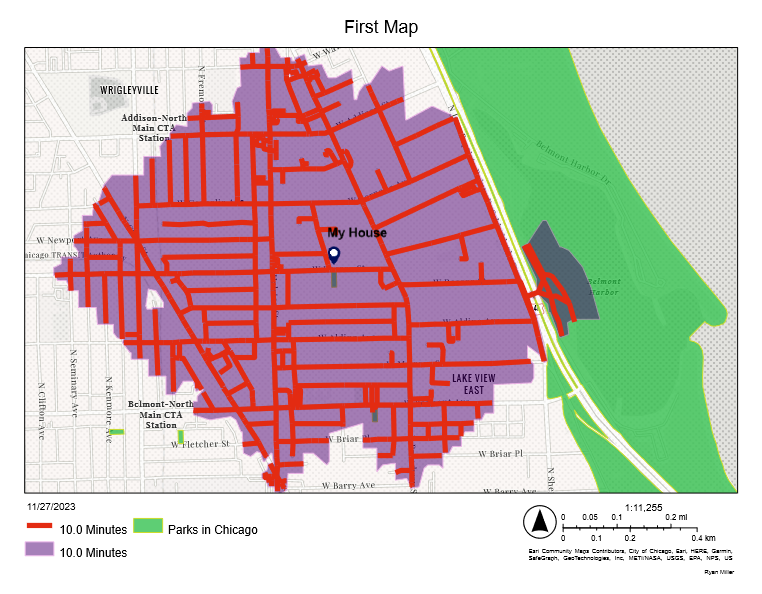 First Map
WRIGLEYVILLE
N Fremo
Addison-North
Main CTA
Station
Belmont Harbor Dr
My House
W Newpo
icago TRANSIT
Belmont
Harbor
LAKE VIEW
EAST
Belmont-North
Main CTA
Station
N Clifton Ave
N Seminary Ave
N Kenmore Ave
W Fletcher St
W Briar Pl
W Briar Pl
W Barry Ave
W Barry Ave
N She
11/27/2023
10.0 Minutes
Parks in Chicago
10.0 Minutes
1:11,255
0 0.05 0.1 0.2 mi
0 0.1 0.2 0.4 km
Esri Community Maps Contributors, City of Chicago, Esri, HERE, Garmin,
SafeGraph, GeoTechnologies, Inc, METI/NASA, USGS, EPA, NPS, US
Ryan Miller